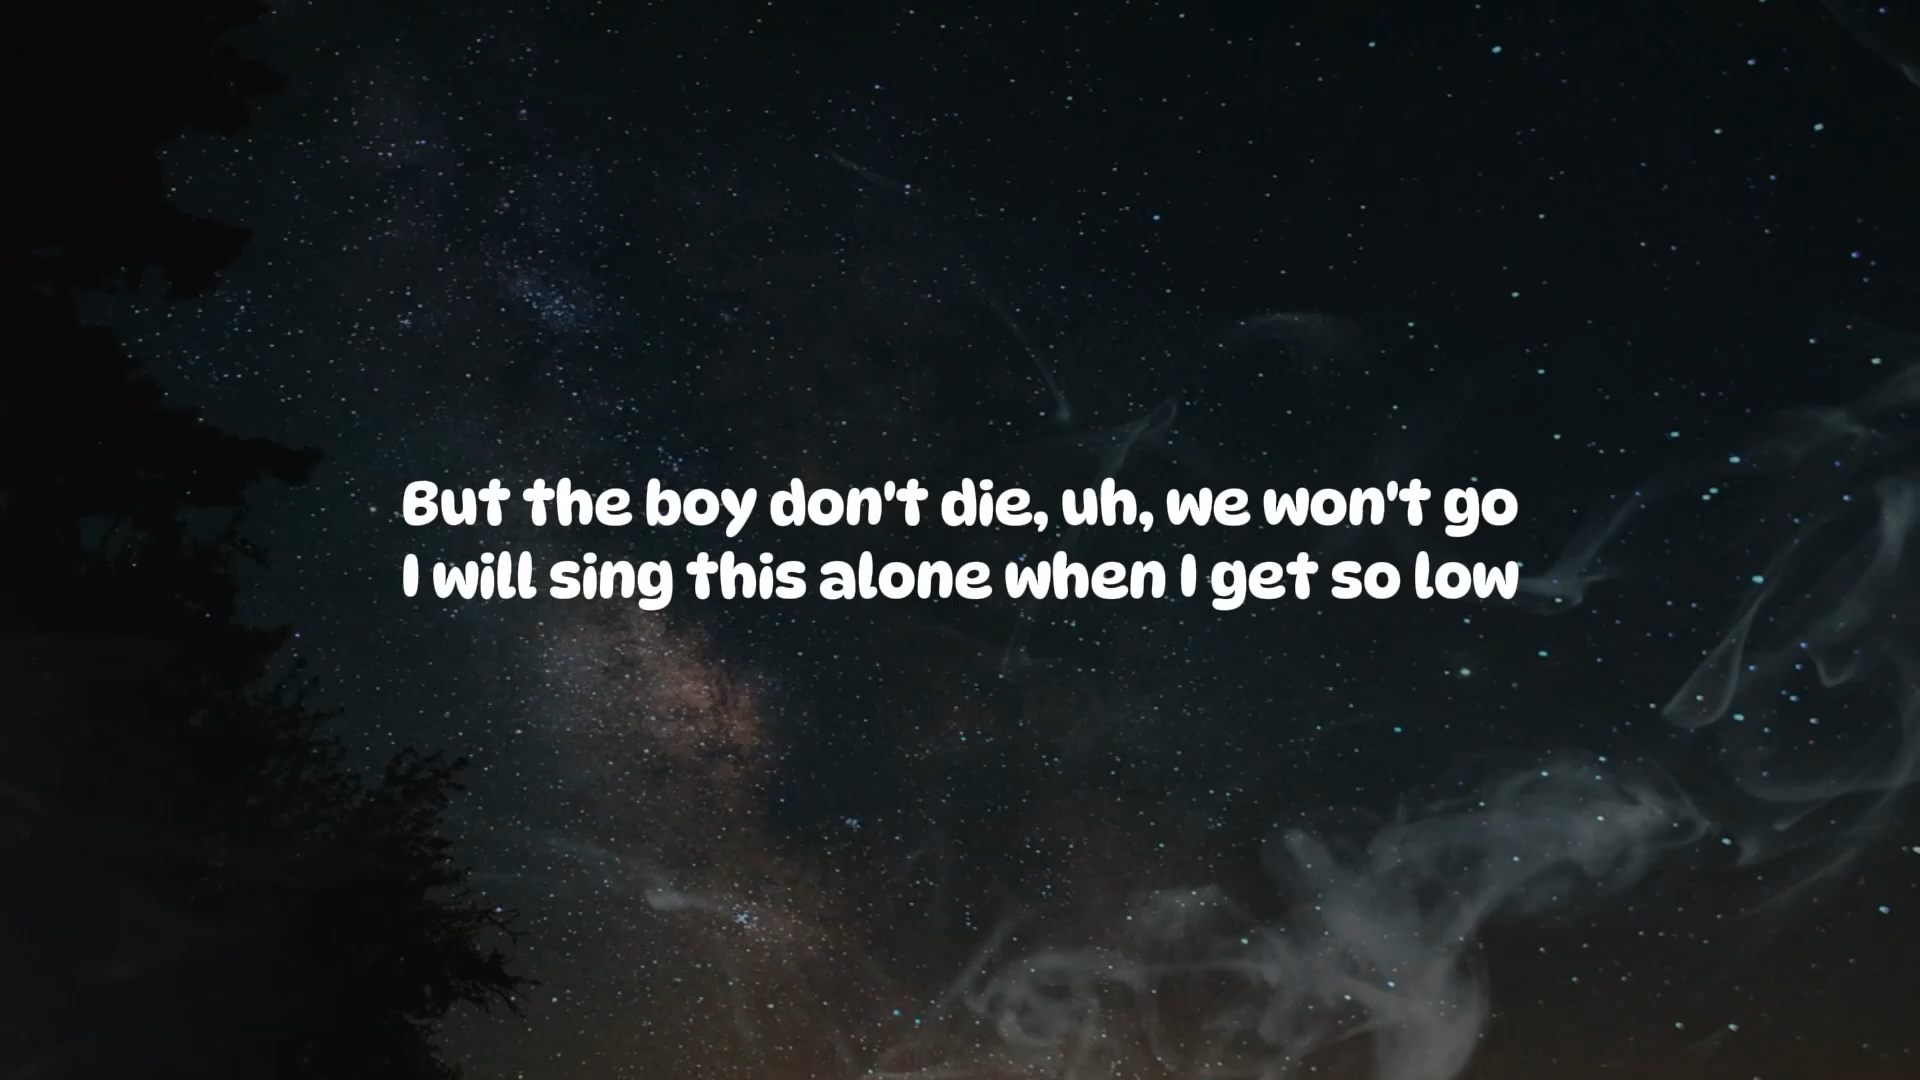 But the boy don't die, uh, we won't go
I will sing this alone when I get so low